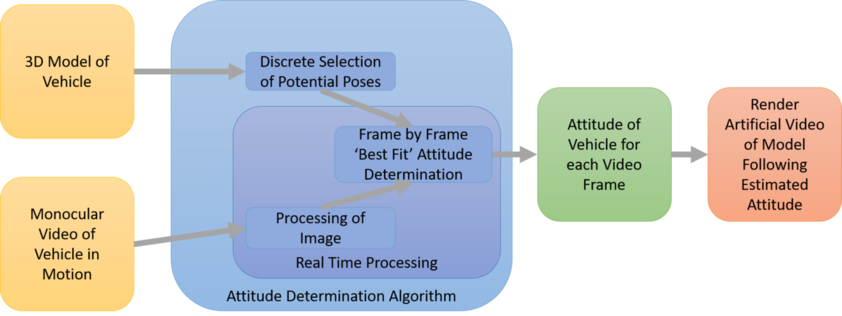 3D Model of
Vehicle
Discrete Selection
of Potential Poses
Frame by Frame
‘Best Fit’ Attitude
Determination
Monocular
Video of
Vehicle in
Motion
Processing of
Image
Real Time Processing
Attitude Determination Algorithm
Attitude of
Vehicle for
each Video
Frame
Render
Artificial Video
of Model
Following
Estimated
Attitude